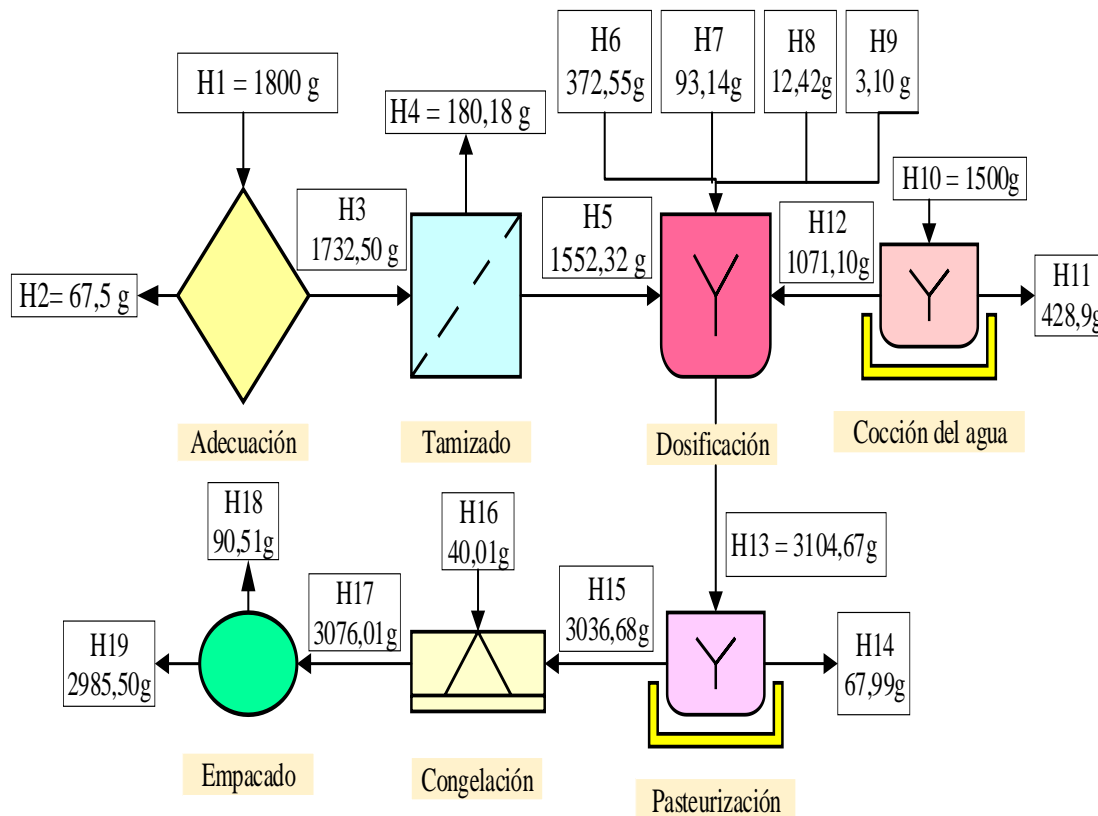 H1 = 1800 g
H4 = 180,18 g
H6
372,55g
H7
93,14g
H8
12,42g
H9
3,10 g
H10 = 1500g
H3
1732,50 g
H5
1552,32 g
H12
1071,10g
H2= 67,5 g
H11
428,9g
Adecuación
Tamizado
Dosificación
Cocción del agua
H18
90,51g
H16
40,01g
H13 = 3104,67g
H17
3076,01g
H15
3036,68g
H19
2985,50g
H14
67,99g
Empacado
Congelación
Pasteurización